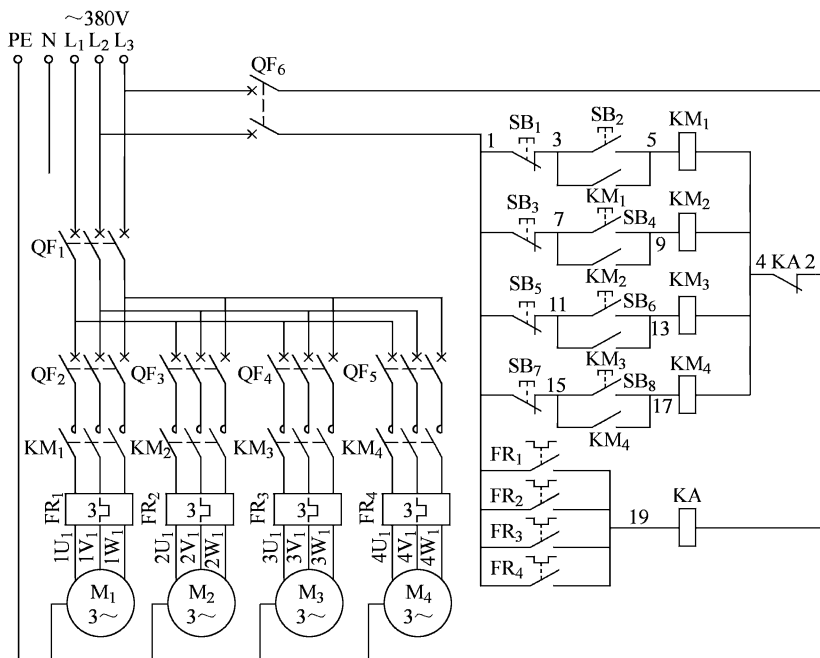 ～380V
PE N L₁ L₂ L₃
QF₆
SB₁ SB₂ KM₁
1 3 5
KM₁
SB₃ 7 SB₄ 9 KM₂
QF₁
KM₂
4 KA 2
SB₅ 11 SB₆ 13 KM₃
KM₃
SB₇ 15 SB₈ 17 KM₄
KM₄
QF₂ QF₃ QF₄ QF₅
KM₁ KM₂ KM₃ KM₄
FR₁
FR₂
FR₃
FR₄
19 KA
FR₁ 3 FR₂ 3 FR₃ 3 FR₄ 3
1U₁ 1V₁ 1W₁ 2U₁ 2V₁ 2W₁ 3U₁ 3V₁ 3W₁ 4U₁ 4V₁ 4W₁
M₁ M₂ M₃ M₄
3～ 3～ 3～ 3～